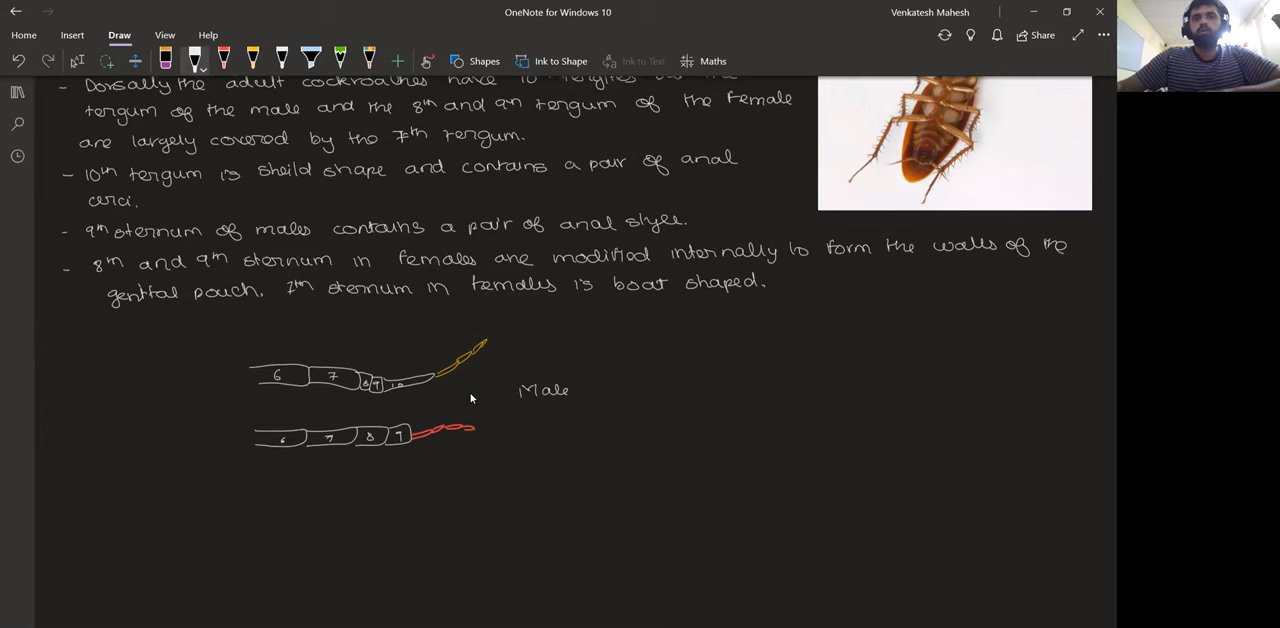 OneNote for Windows 10
Venkatesh Mahesh
Home Insert Draw View Help
Share
Shapes Ink to Shape Ink to Text Maths
- Dorsally the adult cockroaches have 10 tergites
tergum of the male and the 8th and 9th tergum of the female
are largely covered by the 7th tergum.
- 10th tergum is sheild shape and contains a pair of anal
cerci.
- 9th sternum of males contains a pair of anal style.
- 8th and 9th sternum in females are modified internally to form the walls of the
genital pouch. 7th sternum in females is boat shaped.
6 7 8 9 10
Male
6 7 8 9